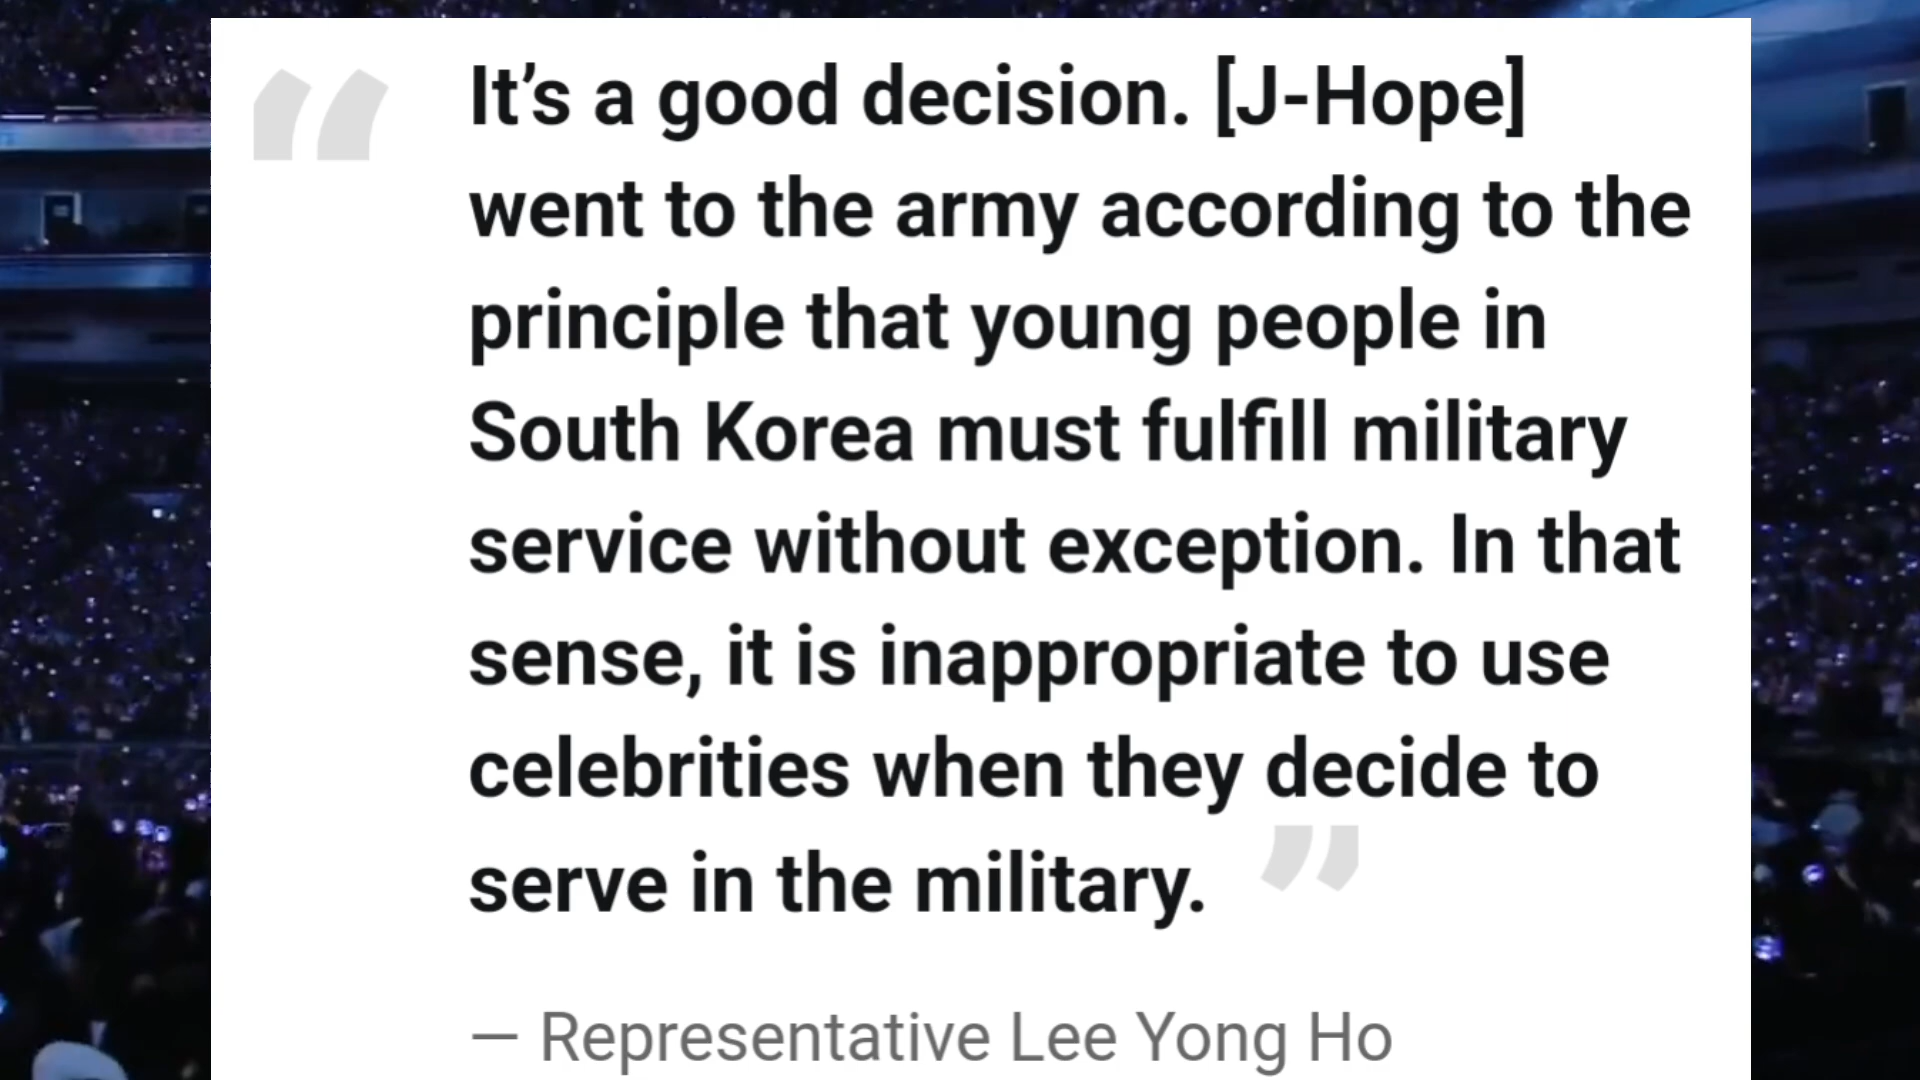 “
It’s a good decision. [J-Hope]
went to the army according to the
principle that young people in
South Korea must fulfill military
service without exception. In that
sense, it is inappropriate to use
celebrities when they decide to
serve in the military. ”
— Representative Lee Yong Ho